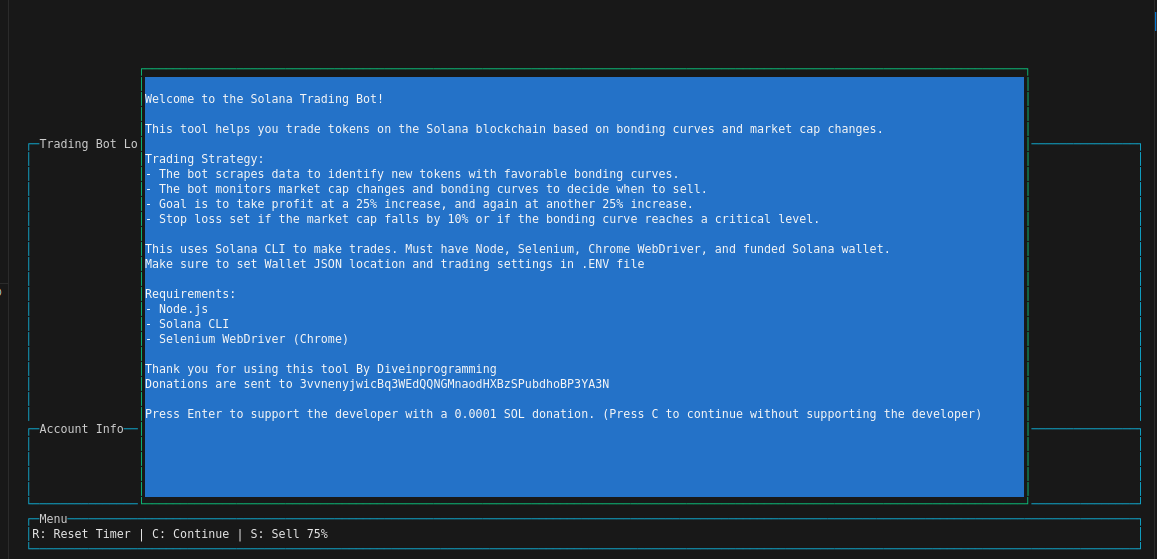 Welcome to the Solana Trading Bot!
This tool helps you trade tokens on the Solana blockchain based on bonding curves and market cap changes.
Trading Bot Lo
Trading Strategy:
- The bot scrapes data to identify new tokens with favorable bonding curves.
- The bot monitors market cap changes and bonding curves to decide when to sell.
- Goal is to take profit at a 25% increase, and again at another 25% increase.
- Stop loss set if the market cap falls by 10% or if the bonding curve reaches a critical level.
This uses Solana CLI to make trades. Must have Node, Selenium, Chrome WebDriver, and funded Solana wallet.
Make sure to set Wallet JSON location and trading settings in .ENV file
Requirements:
- Node.js
- Solana CLI
- Selenium WebDriver (Chrome)
Thank you for using this tool By Diveinprogramming
Donations are sent to 3vvnenyjwicBq3WEdQQNGMnaodHXBzSPubdhoBP3YA3N
Press Enter to support the developer with a 0.0001 SOL donation. (Press C to continue without supporting the developer)
Account Info
Menu
R: Reset Timer | C: Continue | S: Sell 75%